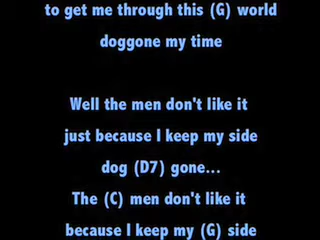 to get me through this (G) world
doggone my time
Well the men don't like it
just because I keep my side
dog (D7) gone...
The (C) men don't like it
because I keep my (G) side